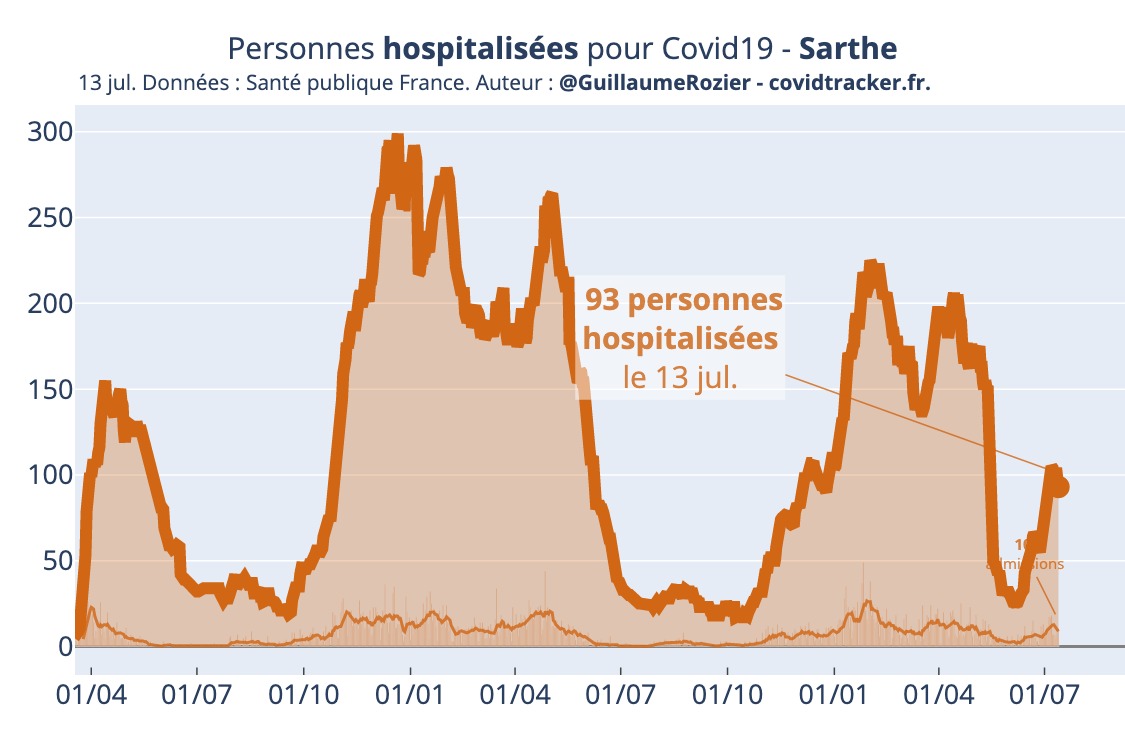 Personnes hospitalisées pour Covid19 - Sarthe
13 jul. Données : Santé publique France. Auteur : @GuillaumeRozier - covidtracker.fr.
300
250
200
150
100
50
0
93 personnes
hospitalisées
le 13 jul.
admissions
01/04 01/07 01/10 01/01 01/04 01/07 01/10 01/01 01/04 01/07